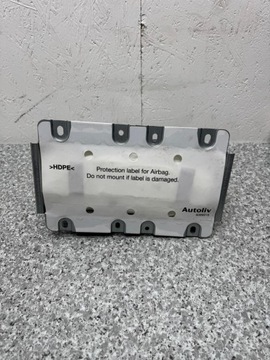 >HDPE<
Protection label for Airbag.
Do not mount if label is damaged.
Autoliv